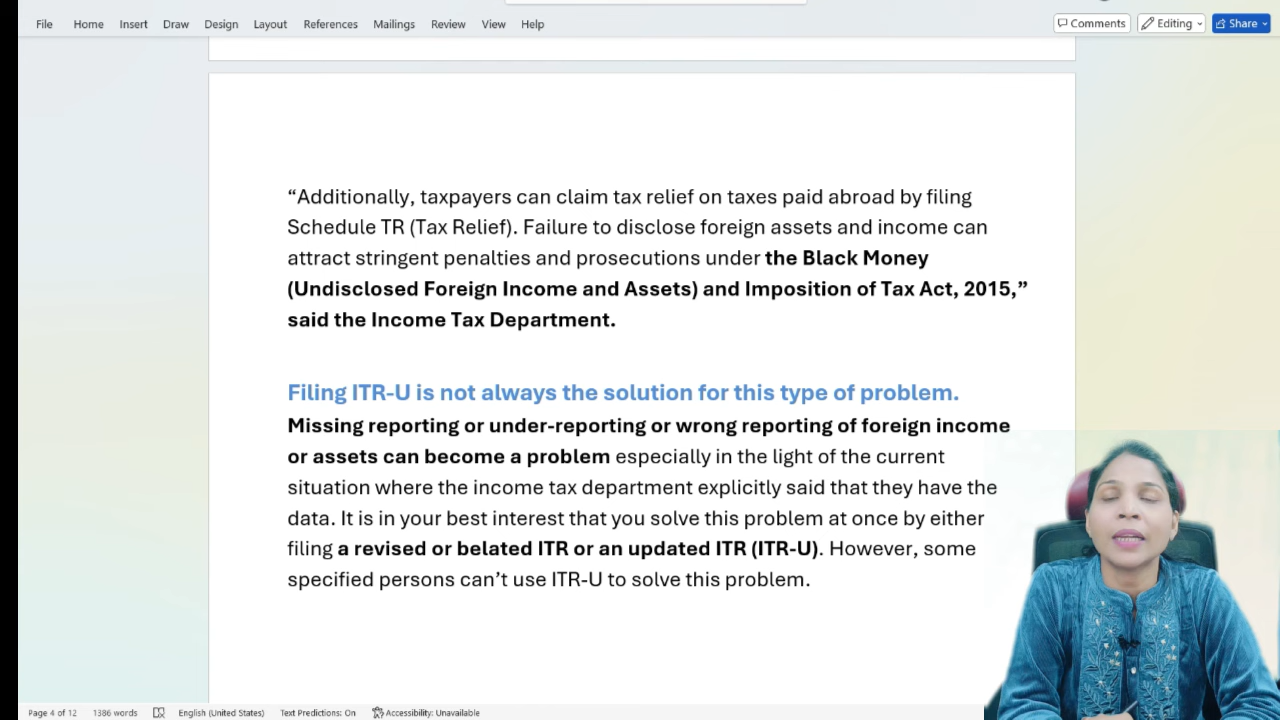 File Home Insert Draw Design Layout References Mailings Review View Help Comments Editing Share
“Additionally, taxpayers can claim tax relief on taxes paid abroad by filing
Schedule TR (Tax Relief). Failure to disclose foreign assets and income can
attract stringent penalties and prosecutions under the Black Money
(Undisclosed Foreign Income and Assets) and Imposition of Tax Act, 2015,”
said the Income Tax Department.
Filing ITR-U is not always the solution for this type of problem.
Missing reporting or under-reporting or wrong reporting of foreign income
or assets can become a problem especially in the light of the current
situation where the income tax department explicitly said that they have the
data. It is in your best interest that you solve this problem at once by either
filing a revised or belated ITR or an updated ITR (ITR-U). However, some
specified persons can’t use ITR-U to solve this problem.
Page 4 of 12 1386 words English (United States) Text Predictions: On Accessibility: Unavailable